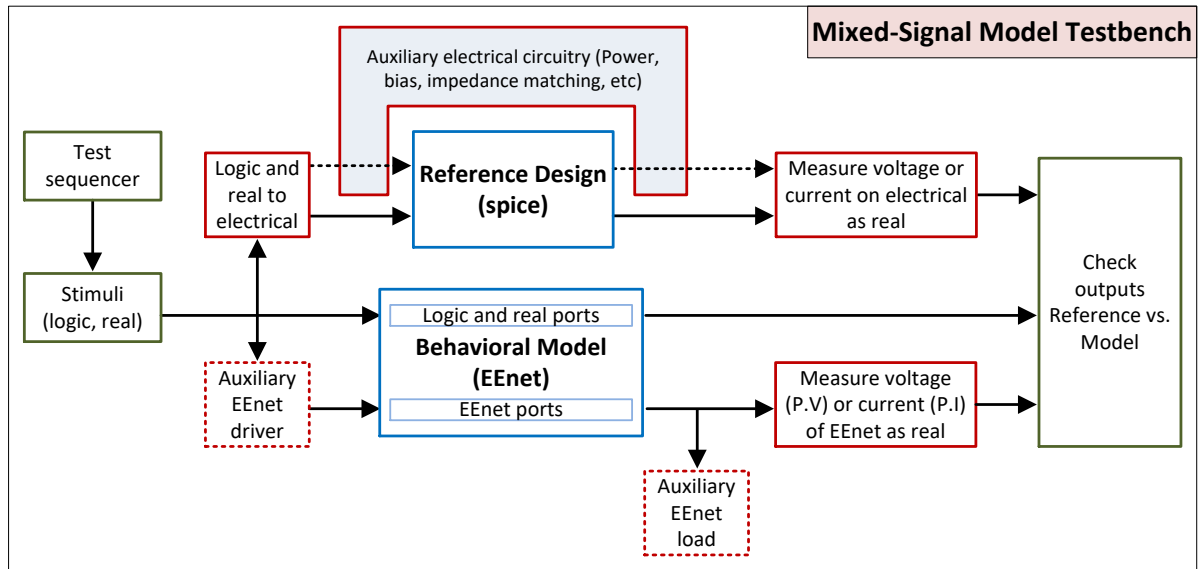 Mixed-Signal Model Testbench
Auxiliary electrical circuitry (Power,
bias, impedance matching, etc)
Test
sequencer
Logic and
real to
electrical
Reference Design
(spice)
Measure voltage or
current on electrical
as real
Stimuli
(logic, real)
Logic and real ports
Behavioral Model
(EEnet)
EEnet ports
Check
outputs
Reference vs.
Model
Auxiliary
EEnet
driver
Measure voltage
(P.V) or current (P.I)
of EEnet as real
Auxiliary
EEnet
load